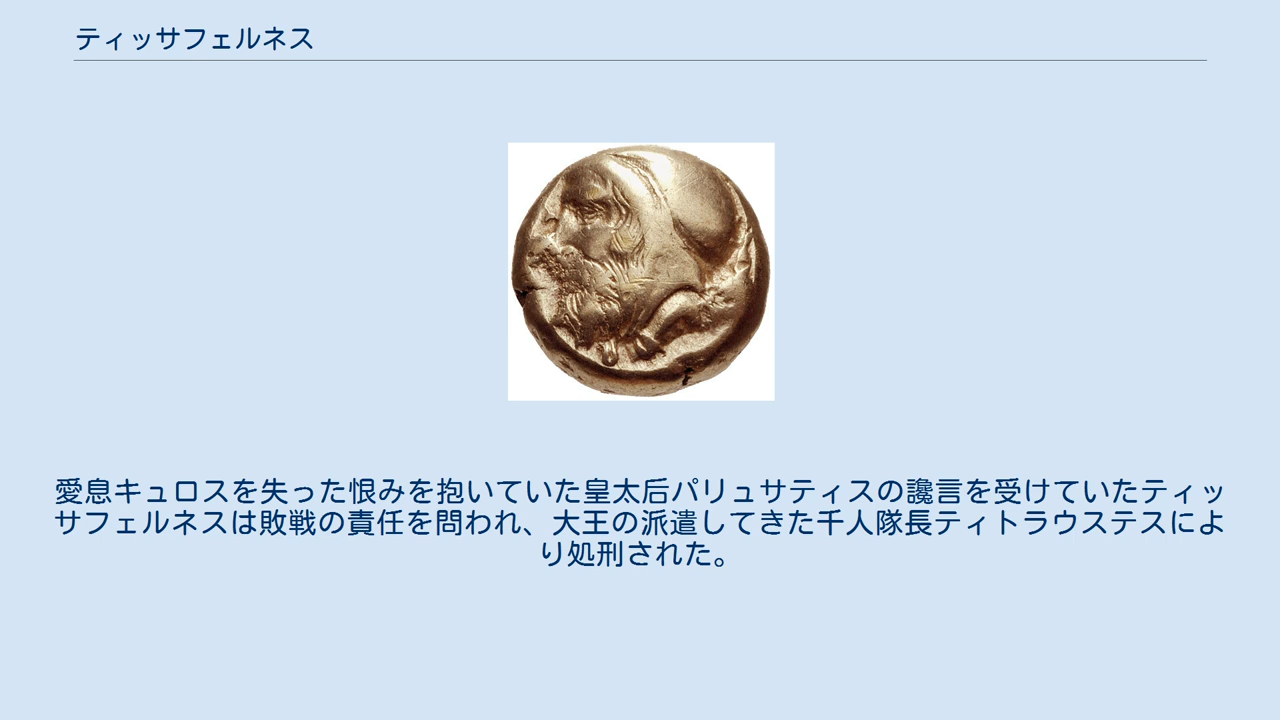 ティッサフェルネス
愛息キュロスを失った恨みを抱いていた皇太后パリュサティスの讒言を受けていたティッ
サフェルネスは敗戦の責任を問われ、大王の派遣してきた千人隊長ティトラウステスによ
り処刑された。